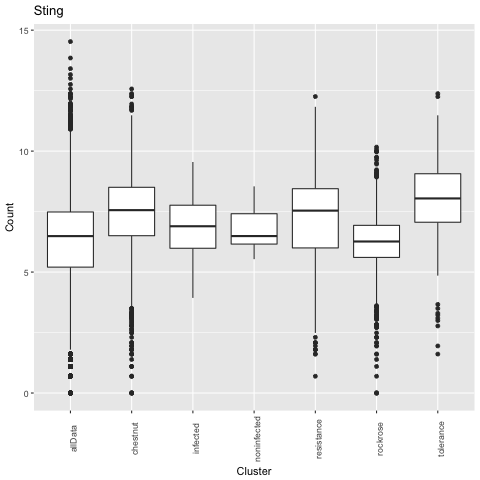 Sting
15
10
5
0
Count
allData
chestnut
infected
noninfected
resistance
rockrose
tolerance
Cluster